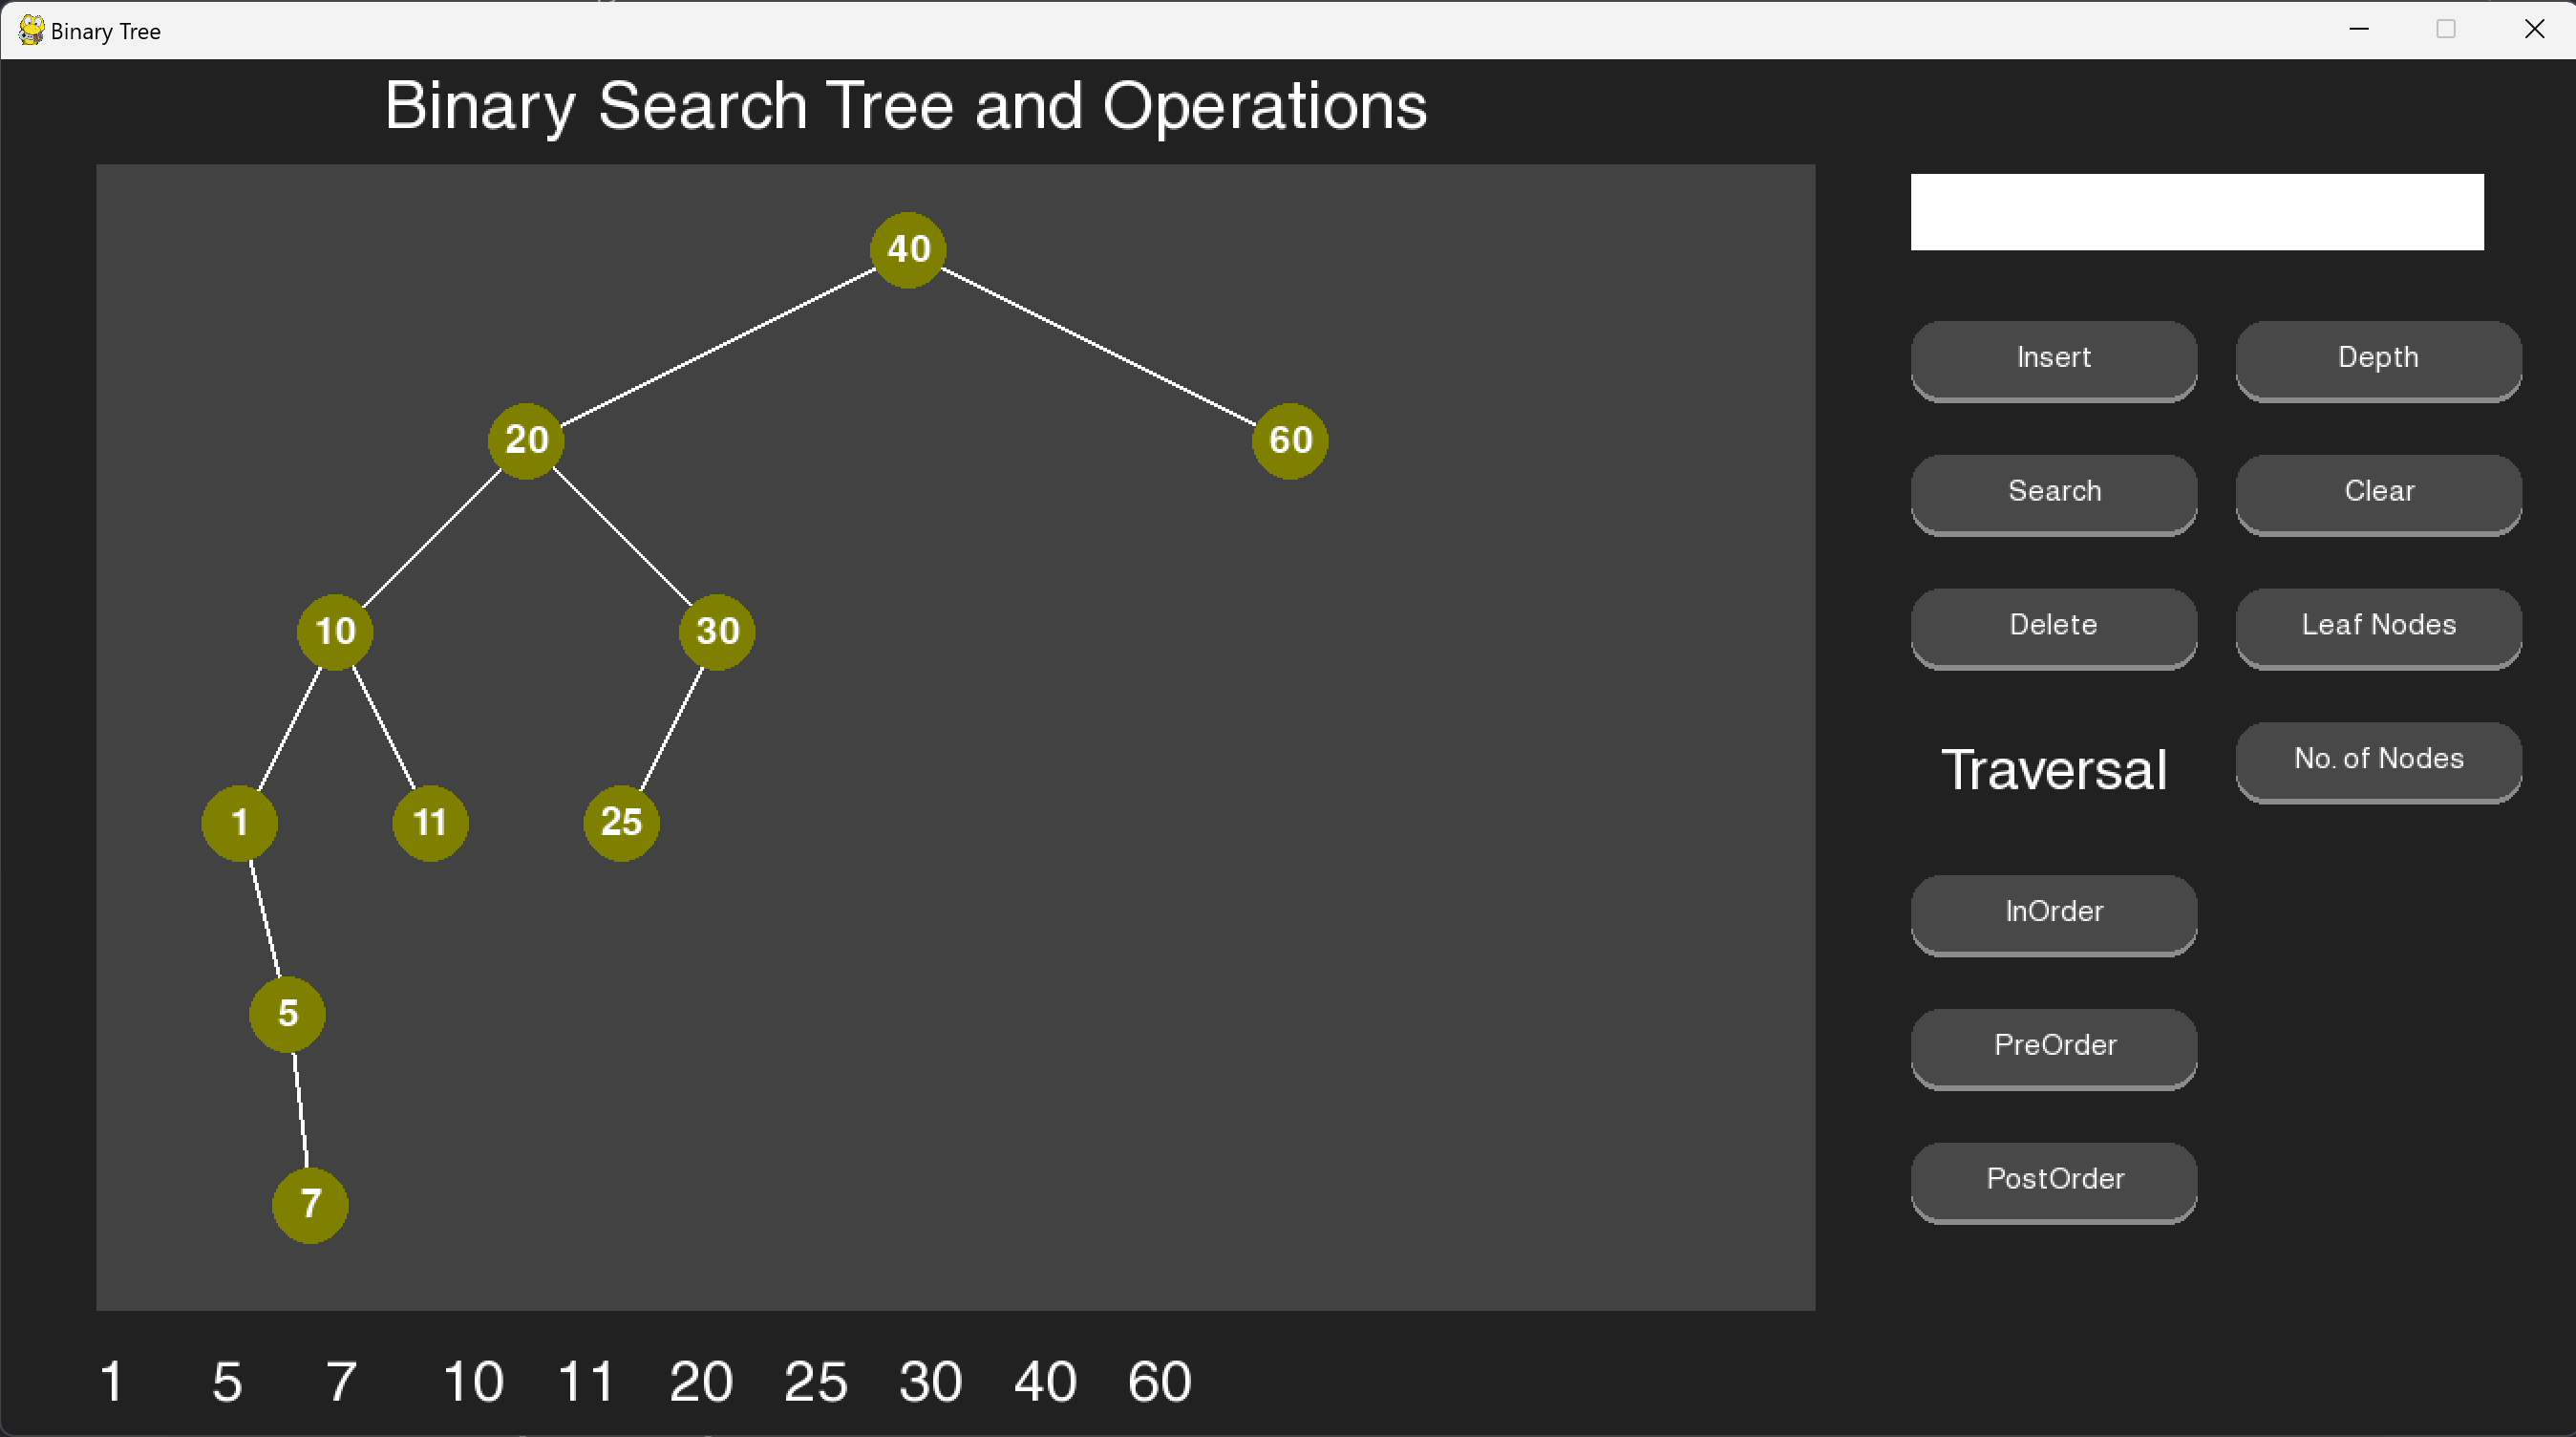 Binary Tree
Binary Search Tree and Operations
40
20 60
10 30
1 11 25
5
7
Insert Depth
Search Clear
Delete Leaf Nodes
Traversal No. of Nodes
InOrder
PreOrder
PostOrder
1 5 7 10 11 20 25 30 40 60